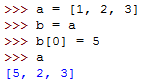 >>> a = [1, 2, 3]
>>> b = a
>>> b[0] = 5
>>> a
[5, 2, 3]